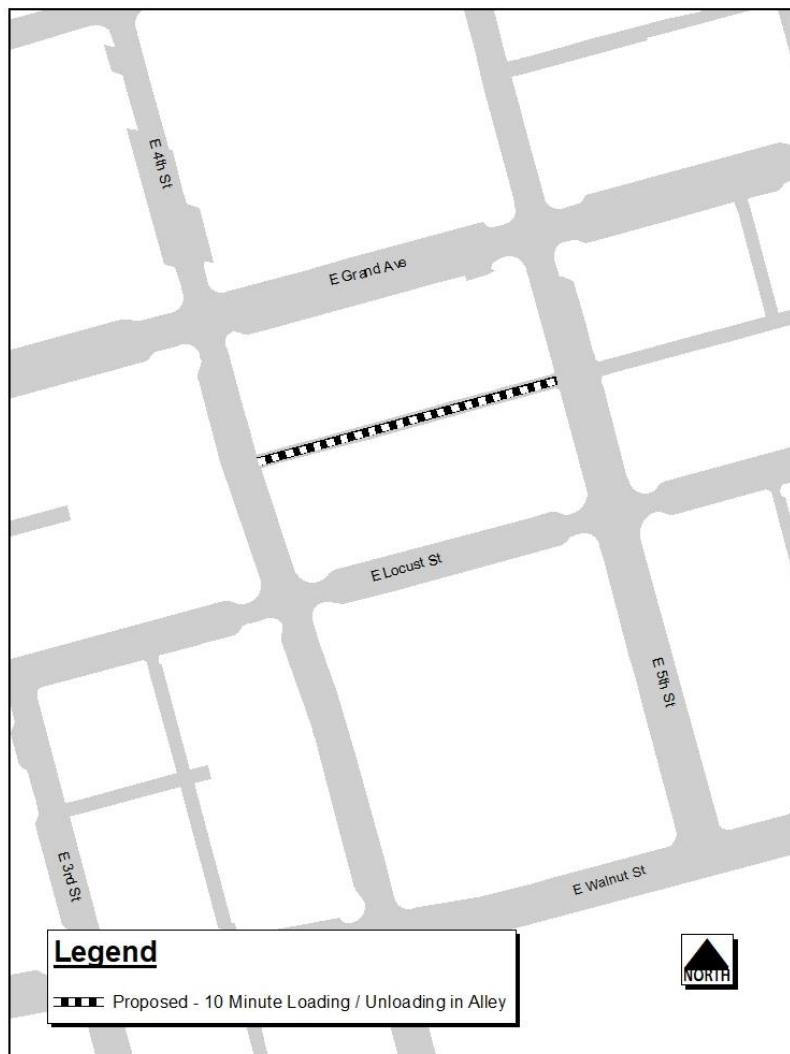 E 4th St
E Grand Ave
E Locust St
E 5th St
E 3rd St
E Walnut St
Legend
Proposed - 10 Minute Loading / Unloading in Alley
NORTH